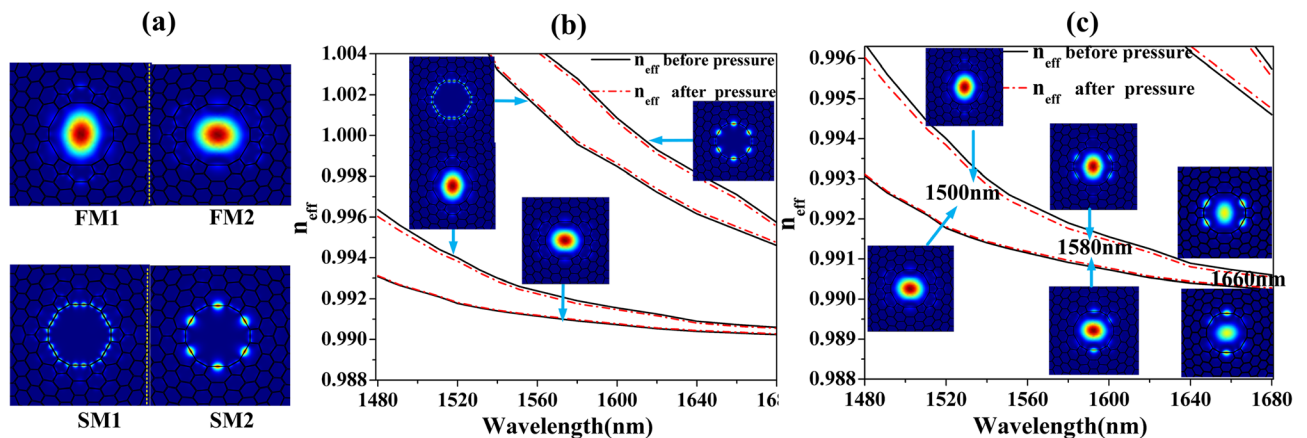 (a)
FM1 FM2
SM1 SM2
(b)
n_eff before pressure
n_eff after pressure
1.004
1.002
1.000
0.998
0.996
0.994
0.992
0.990
0.988
n_eff
1480 1520 1560 1600 1640 168
Wavelength(nm)
(c)
n_eff before pressure
n_eff after pressure
0.996
0.995
0.994
0.993
0.992
0.991
0.990
0.989
0.988
n_eff
1500nm
1580nm
1660nm
1480 1520 1560 1600 1640 1680
Wavelength(nm)